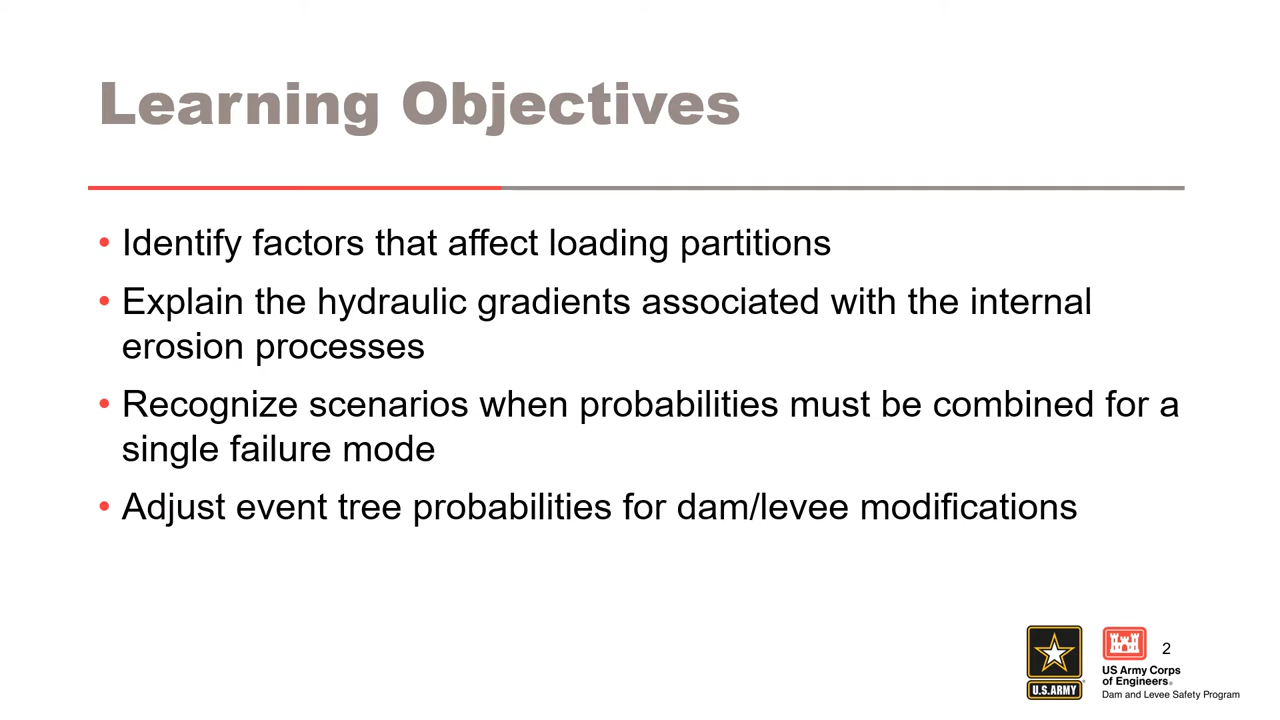 Learning Objectives
• Identify factors that affect loading partitions
• Explain the hydraulic gradients associated with the internal
erosion processes
• Recognize scenarios when probabilities must be combined for a
single failure mode
• Adjust event tree probabilities for dam/levee modifications
U.S.ARMY
2
US Army Corps
of Engineers®
Dam and Levee Safety Program